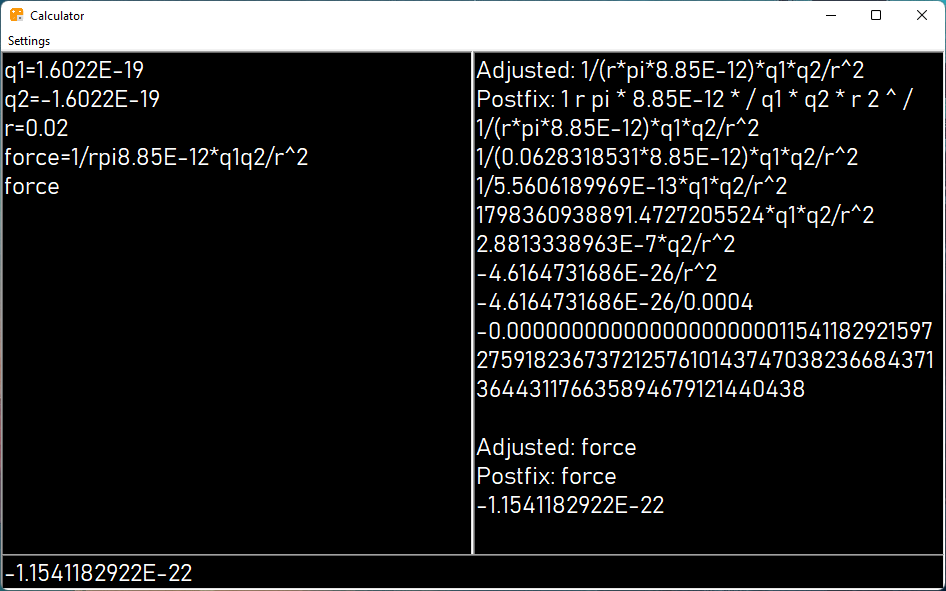 Calculator
Settings
q1=1.6022E-19
q2=-1.6022E-19
r=0.02
force=1/rpi8.85E-12*q1q2/r^2
force
Adjusted: 1/(r*pi*8.85E-12)*q1*q2/r^2
Postfix: 1 r pi * 8.85E-12 * / q1 * q2 * r 2 ^ /
1/(r*pi*8.85E-12)*q1*q2/r^2
1/(0.0628318531*8.85E-12)*q1*q2/r^2
1/5.5606189969E-13*q1*q2/r^2
1798360938891.4727205524*q1*q2/r^2
2.8813338963E-7*q2/r^2
-4.6164731686E-26/r^2
-4.6164731686E-26/0.0004
-0.00000000000000000000011541182921597
27591823673721257610143747038236684371
364431176635894679121440438
Adjusted: force
Postfix: force
-1.1541182922E-22
-1.1541182922E-22